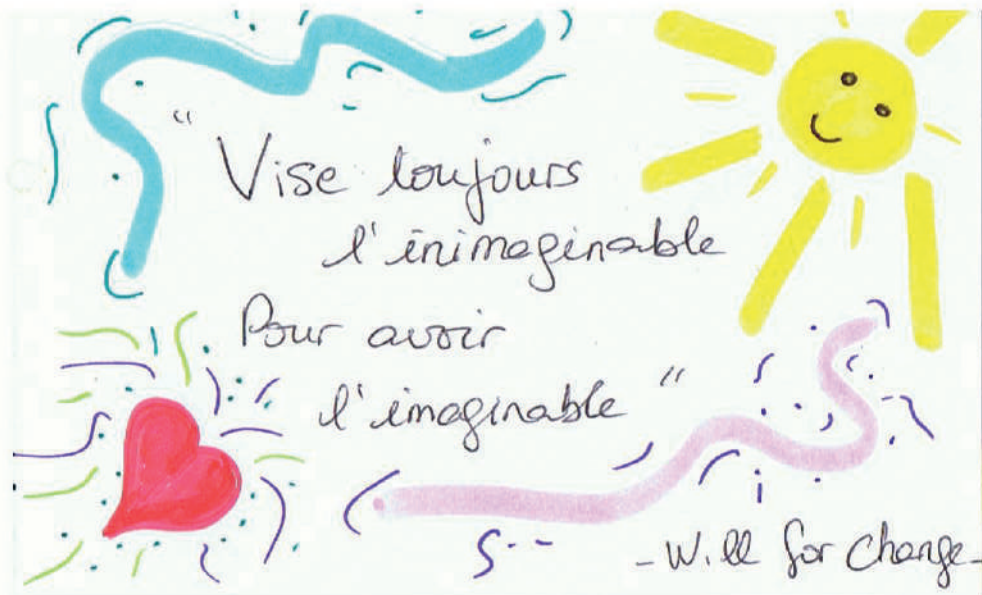 " Vise toujours
l'inimaginable
Pour avoir
l'imaginable "
- Will for Change -